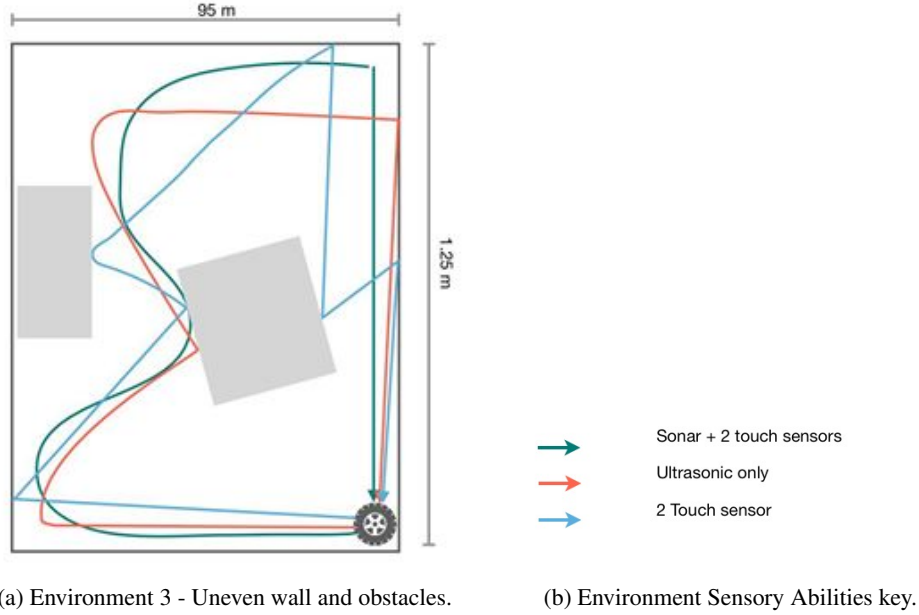 95 m
1.25 m
Sonar + 2 touch sensors
Ultrasonic only
2 Touch sensor
(a) Environment 3 - Uneven wall and obstacles.
(b) Environment Sensory Abilities key.